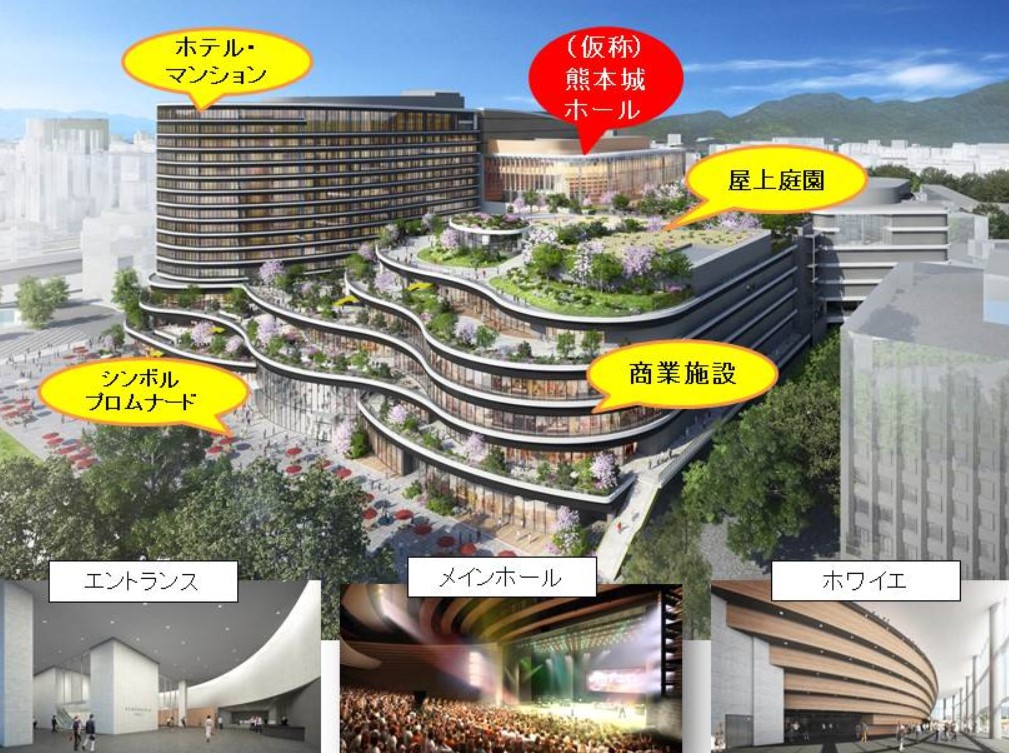 ホテル・
マンション
(仮称)
熊本城
ホール
屋上庭園
商業施設
シンボル
プロムナード
エントランス
メインホール
ホワイエ